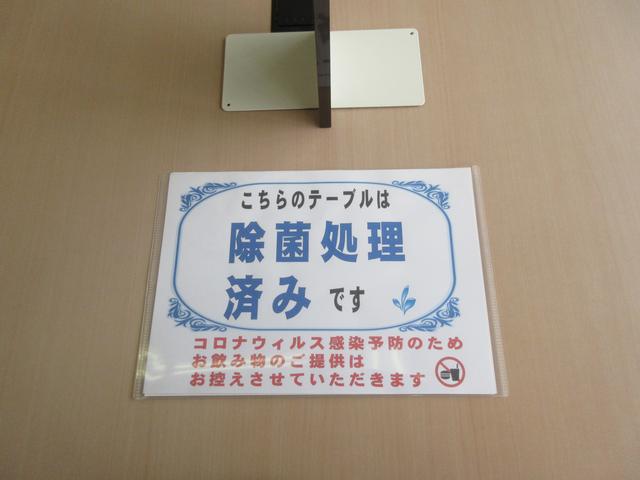 こちらのテーブルは
除菌処理
済みです
コロナウィルス感染予防のため
お飲み物のご提供は
お控えさせていただきます